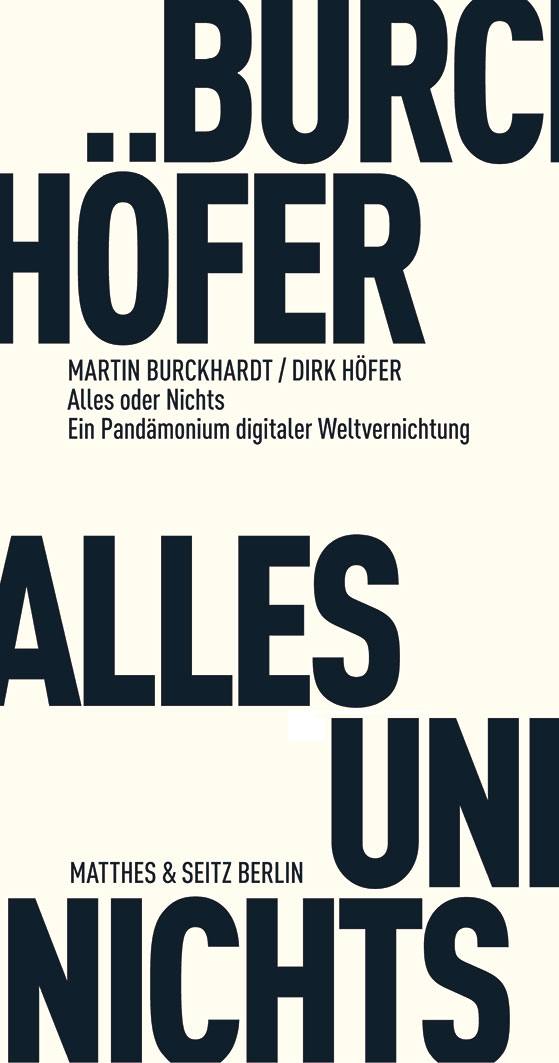 BURC
HÖFER
MARTIN BURCKHARDT / DIRK HÖFER
Alles oder Nichts
Ein Pandämonium digitaler Weltvernichtung
ALLES
UN
MATTHES & SEITZ BERLIN
NICHTS